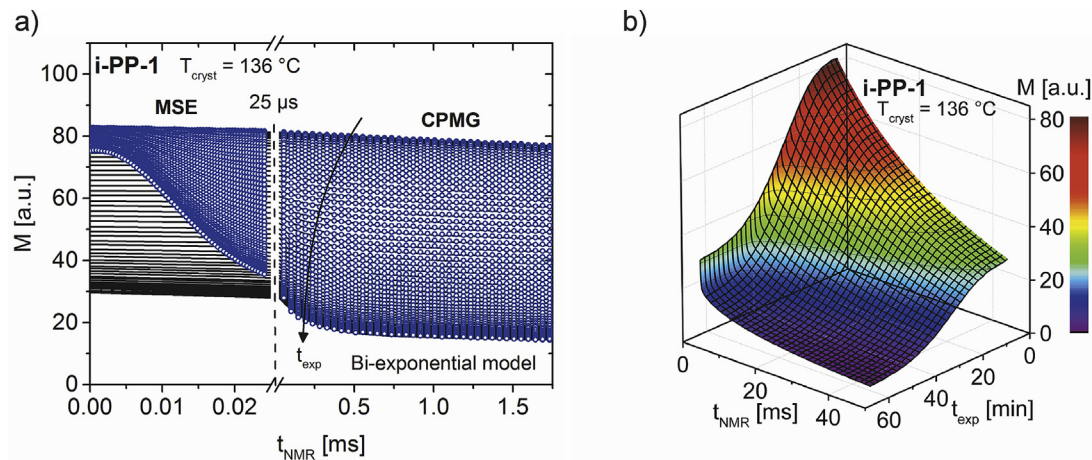 a)
i-PP-1 T_cryst = 136 °C
MSE
25 µs
CPMG
M [a.u.]
100
80
60
40
20
0
t_exp
Bi-exponential model
0.00 0.01 0.02 0.5 1.0 1.5
t_NMR [ms]
b)
i-PP-1
T_cryst = 136 °C
M [a.u.]
80
60
40
20
0
0 20 40
t_NMR [ms]
60 40 20 0
t_exp [min]